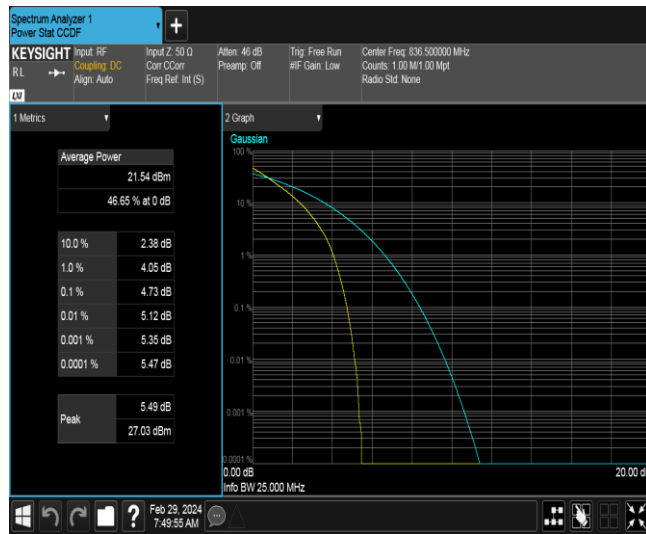 Spectrum Analyzer 1
Power Stat CCDF
KEYSIGHT
RL
LXI
Input: RF
Coupling: DC
Align: Auto
Input Z: 50 Ω
Corr CCorr
Freq Ref: Int (S)
Atten: 46 dB
Preamp: Off
Trig: Free Run
#IF Gain: Low
Center Freq: 836.500000 MHz
Counts: 1.00 M/1.00 Mpt
Radio Std: None
1 Metrics
Average Power
21.54 dBm
46.65 % at 0 dB
10.0 % 2.38 dB
1.0 % 4.05 dB
0.1 % 4.73 dB
0.01 % 5.12 dB
0.001 % 5.35 dB
0.0001 % 5.47 dB
Peak
5.49 dB
27.03 dBm
2 Graph
Gaussian
100 %
10 %
1 %
0.1 %
0.01 %
0.001 %
0.0001 %
0.00 dB
20.00 d
Info BW 25.000 MHz
?
Feb 29, 2024
7:49:55 AM